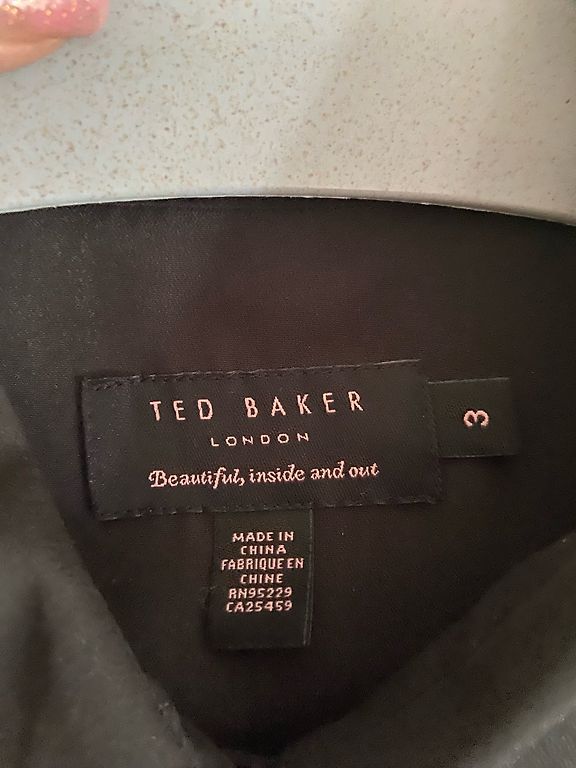 TED BAKER
LONDON
Beautiful, inside and out
3
MADE IN
CHINA
FABRIQUE EN
CHINE
RN95229
CA25459